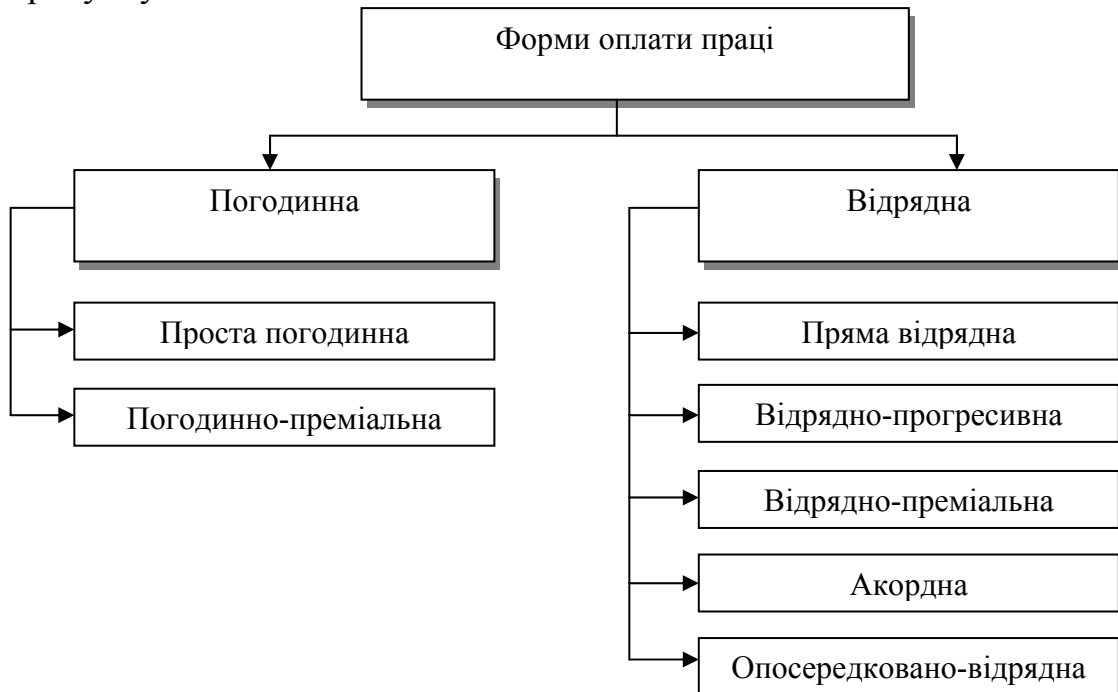 Форми оплати праці
Погодинна
Відрядна
Проста погодинна
Погодинно-преміальна
Пряма відрядна
Відрядно-прогресивна
Відрядно-преміальна
Акордна
Опосередковано-відрядна